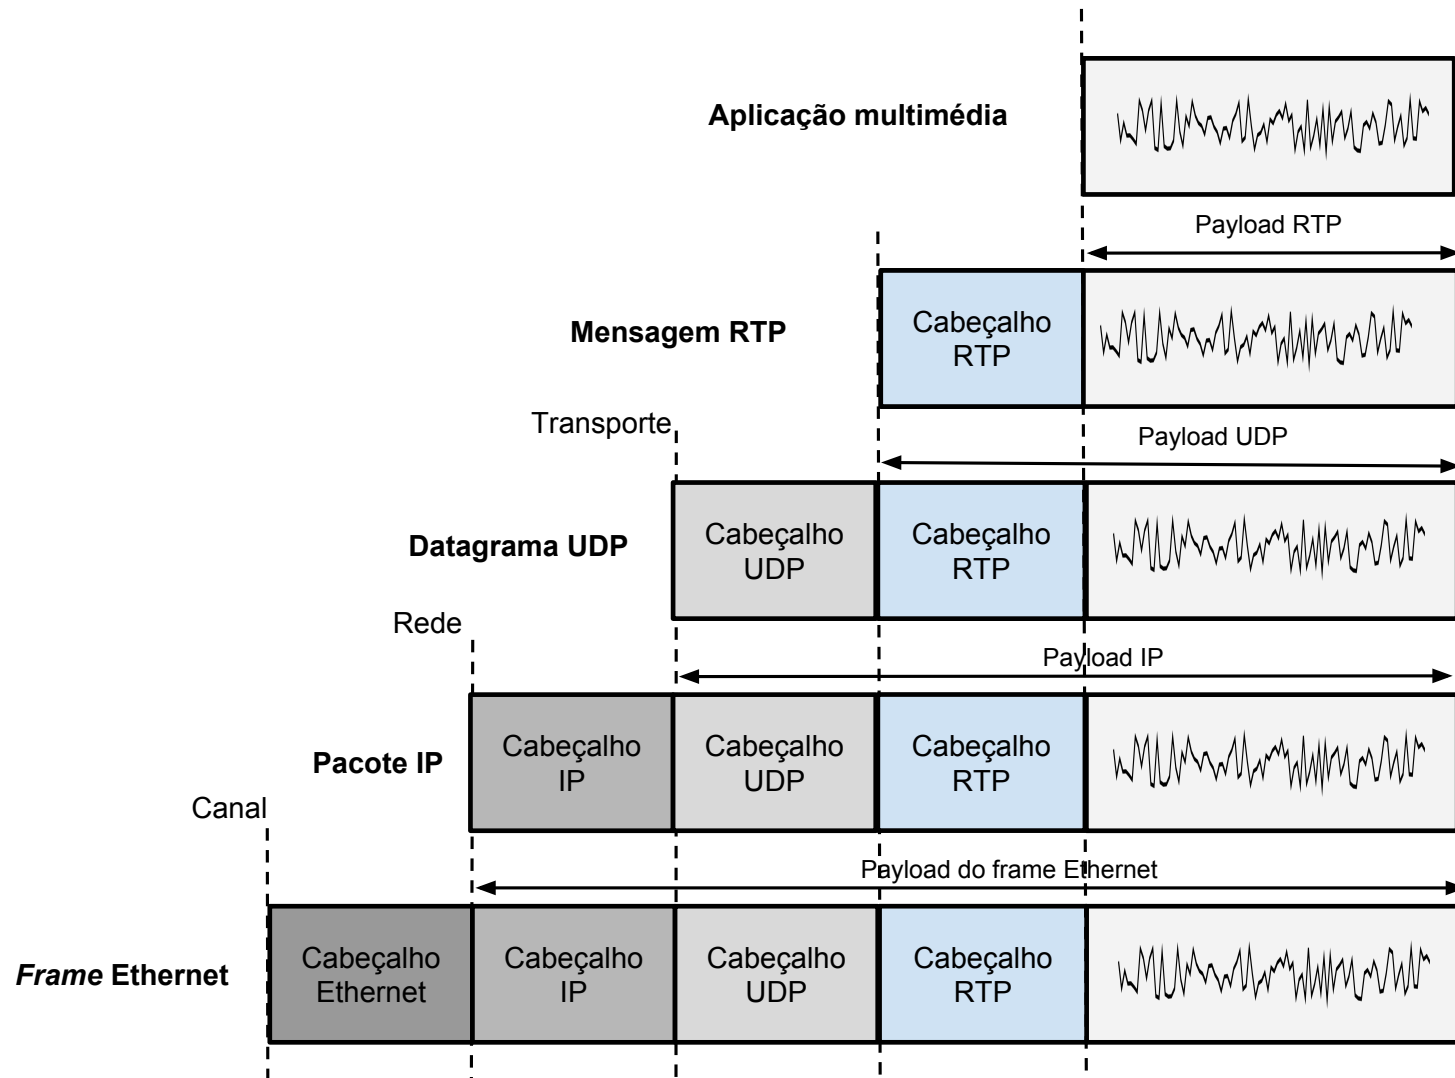 Aplicação multimédia
Payload RTP
Mensagem RTP
Cabeçalho
RTP
Transporte
Payload UDP
Datagrama UDP
Cabeçalho
UDP
Cabeçalho
RTP
Rede
Payload IP
Pacote IP
Cabeçalho
IP
Cabeçalho
UDP
Cabeçalho
RTP
Canal
Payload do frame Ethernet
Frame Ethernet
Cabeçalho
Ethernet
Cabeçalho
IP
Cabeçalho
UDP
Cabeçalho
RTP